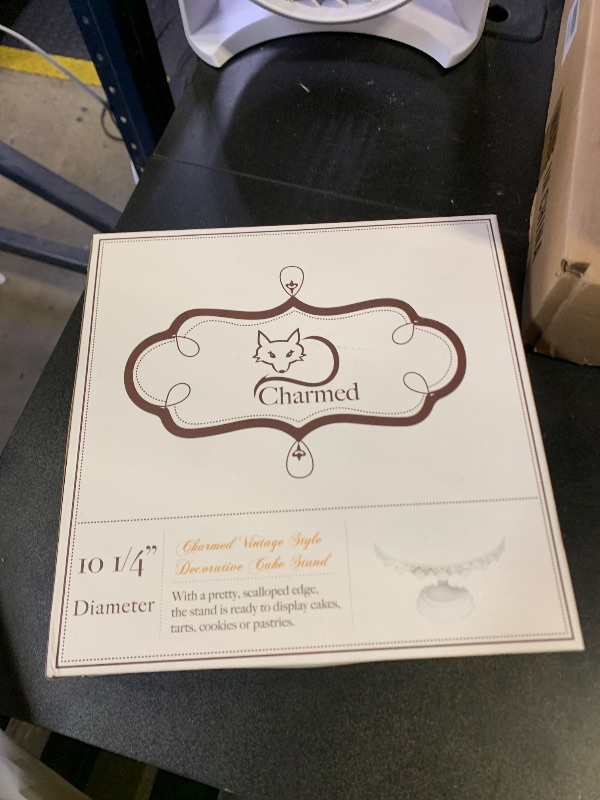 Charmed
10 1/4”
Diameter
Charmed Vintage Style
Decorative Cake Stand
With a pretty, scalloped edge,
the stand is ready to display cakes,
tarts, cookies or pastries.